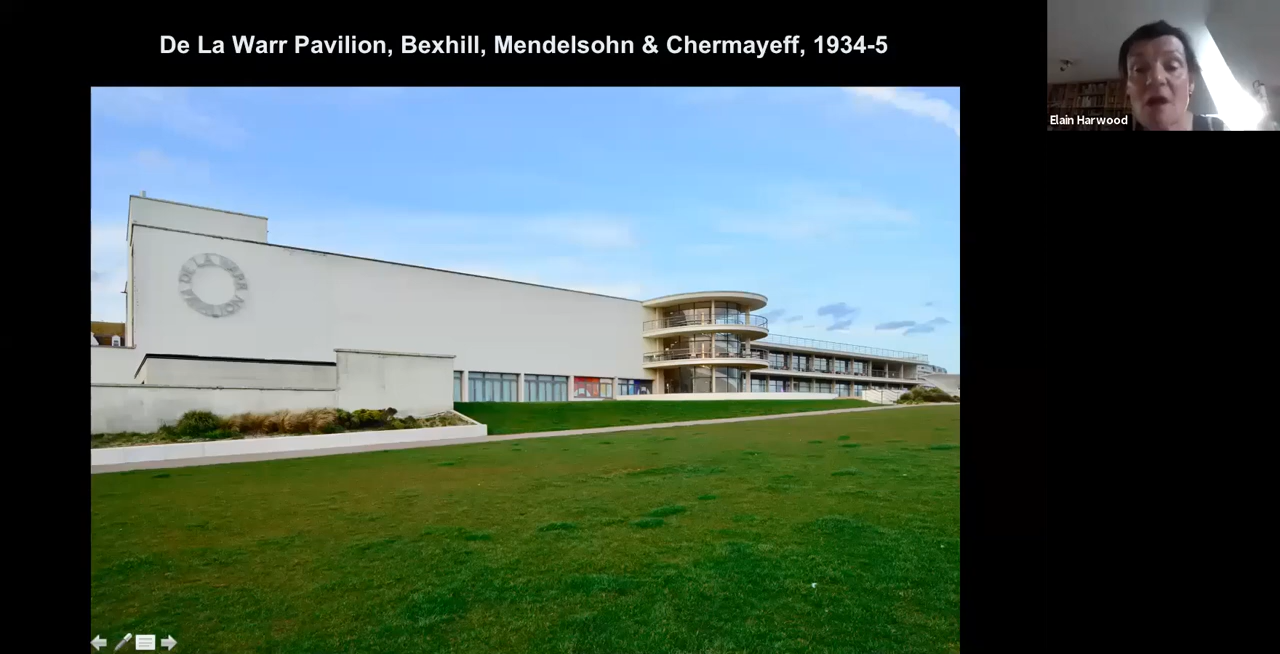 De La Warr Pavilion, Bexhill, Mendelsohn & Chermayeff, 1934-5
Elain Harwood
DE LA WARR PAVILION